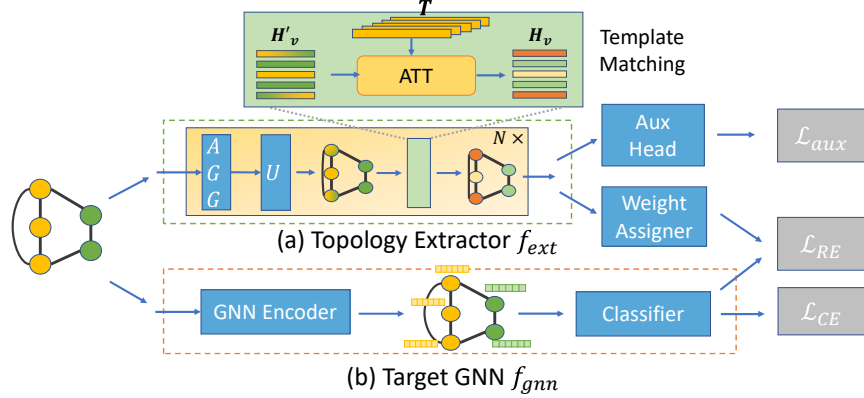 T
H'v
Hv
ATT
Template
Matching
N ×
A
G
G
U
Aux
Head
ℒaux
Weight
Assigner
(a) Topology Extractor fext
ℒRE
GNN Encoder
Classifier
ℒCE
(b) Target GNN fgnn